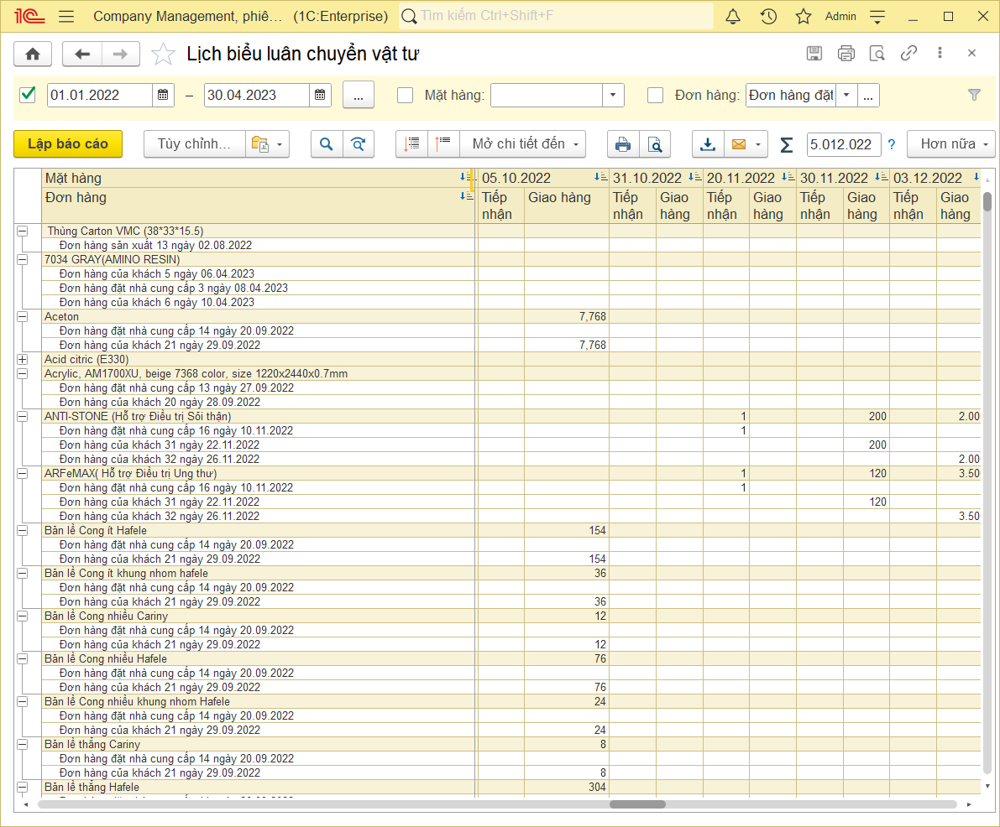 1C Company Management, phiê... (1C:Enterprise) Tìm kiếm Ctrl+Shift+F Admin
Lịch biểu luân chuyển vật tư
01.01.2022 – 30.04.2023 ... Mặt hàng: Đơn hàng: Đơn hàng đặt ...
Lập báo cáo Tùy chỉnh... Mở chi tiết đến Σ 5.012.022 ? Hơn nữa
Mặt hàng 05.10.2022 31.10.2022 20.11.2022 30.11.2022 03.12.2022
Đơn hàng Tiếp nhận Giao hàng Tiếp nhận Giao hàng Tiếp nhận Giao hàng Tiếp nhận Giao hàng Tiếp nhận Giao hàng
Thùng Carton VMC (38*33*15.5)
Đơn hàng sản xuất 13 ngày 02.08.2022
7034 GRAY(AMINO RESIN)
Đơn hàng của khách 5 ngày 06.04.2023
Đơn hàng đặt nhà cung cấp 3 ngày 08.04.2023
Đơn hàng của khách 6 ngày 10.04.2023
Aceton 7,768
Đơn hàng đặt nhà cung cấp 14 ngày 20.09.2022
Đơn hàng của khách 21 ngày 29.09.2022 7,768
Acid citric (E330)
Acrylic, AM1700XU, beige 7368 color, size 1220x2440x0.7mm
Đơn hàng đặt nhà cung cấp 13 ngày 27.09.2022
Đơn hàng của khách 20 ngày 28.09.2022
ANTI-STONE (Hỗ trợ Điều trị Sỏi thận) 1 200 2.00
Đơn hàng đặt nhà cung cấp 16 ngày 10.11.2022 1
Đơn hàng của khách 31 ngày 22.11.2022 200
Đơn hàng của khách 32 ngày 26.11.2022 2.00
ARFeMAX( Hỗ trợ Điều trị Ung thư) 1 120 3.50
Đơn hàng đặt nhà cung cấp 16 ngày 10.11.2022 1
Đơn hàng của khách 31 ngày 22.11.2022 120
Đơn hàng của khách 32 ngày 26.11.2022 3.50
Bản lề Cong ít Hafele 154
Đơn hàng đặt nhà cung cấp 14 ngày 20.09.2022
Đơn hàng của khách 21 ngày 29.09.2022 154
Bản lề Cong ít khung nhom hafele 36
Đơn hàng đặt nhà cung cấp 14 ngày 20.09.2022
Đơn hàng của khách 21 ngày 29.09.2022 36
Bản lề Cong nhiều Cariny 12
Đơn hàng đặt nhà cung cấp 14 ngày 20.09.2022
Đơn hàng của khách 21 ngày 29.09.2022 12
Bản lề Cong nhiều Hafele 76
Đơn hàng đặt nhà cung cấp 14 ngày 20.09.2022
Đơn hàng của khách 21 ngày 29.09.2022 76
Bản lề Cong nhiều khung nhom Hafele 24
Đơn hàng đặt nhà cung cấp 14 ngày 20.09.2022
Đơn hàng của khách 21 ngày 29.09.2022 24
Bản lề thẳng Cariny 8
Đơn hàng đặt nhà cung cấp 14 ngày 20.09.2022
Đơn hàng của khách 21 ngày 29.09.2022 8
Bản lề thẳng Hafele 304